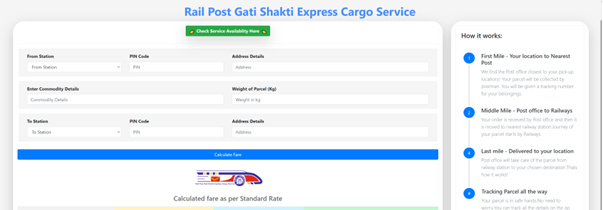 Rail Post Gati Shakti Express Cargo Service
Check Service Availablity Here
From Station
PIN Code
Address Details
From Station
PIN
Address
Enter Commodity Details
Weight of Parcel (Kg)
Commodity Details
Weight in kg
To Station
PIN Code
Address Details
To Station
PIN
Address
Calculate Fare
Calculated fare as per Standard Rate
How it works:
1
First Mile - Your location to Nearest
Post
We find the Post office closest to your pick up
location/ Your parcel will be collected by
postman. You will be given a tracking number
for your belongings.
2
Middle Mile - Post office to Railways
Your order is received by Post office and then it
is moved to nearest railway station.Journey of
your parcel starts by Railways.
3
Last mile - Delivered to your location
Post office will take care of the parcel from
railway station to your chosen destination.Thats
how it works!
4
Tracking Parcel all the way
Your parcel is in safe hands.No need to
worry.You can track all the details on the go